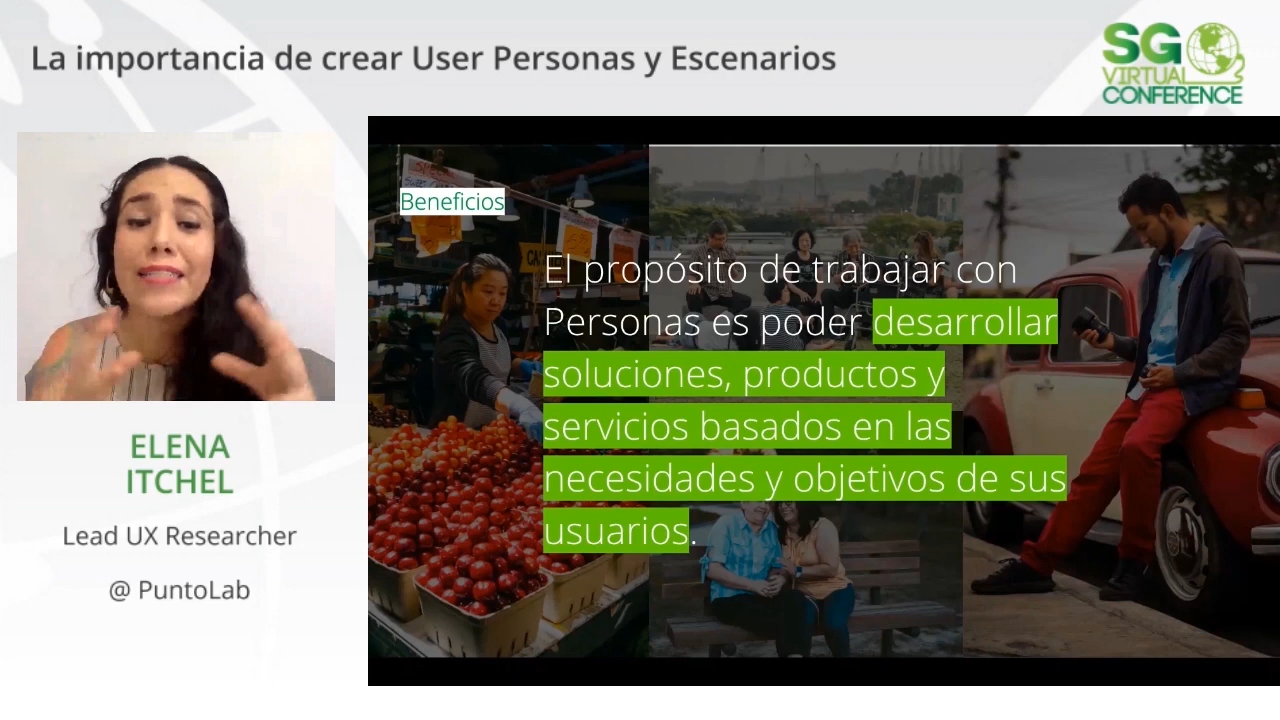 La importancia de crear User Personas y Escenarios
SG
VIRTUAL
CONFERENCE
Beneficios
El propósito de trabajar con
Personas es poder desarrollar
soluciones, productos y
servicios basados en las
necesidades y objetivos de sus
usuarios.
ELENA
ITCHEL
Lead UX Researcher
@ PuntoLab